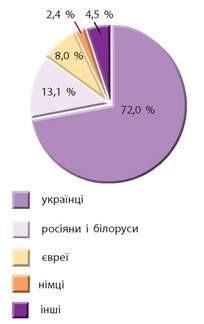 2,4 % 4,5 %
8,0 %
13,1 %
72,0 %
українці
росіяни і білоруси
євреї
німці
інші